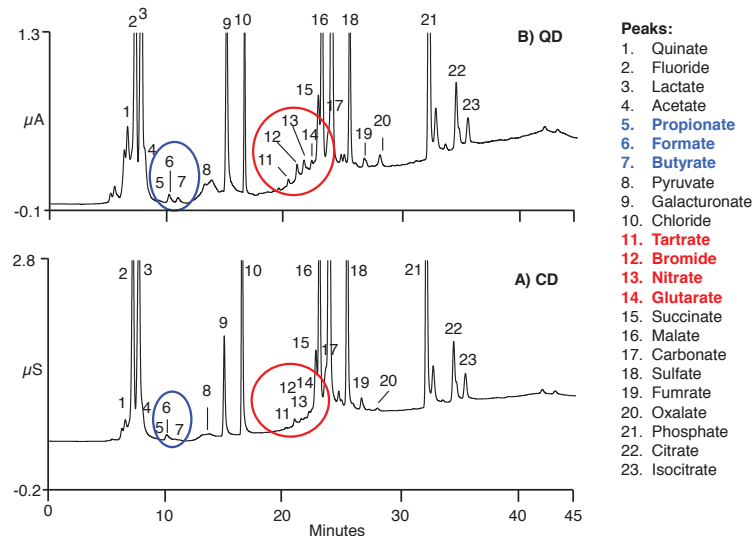 1.3
μA
-0.1
B) QD
2
3
1
4
5
6
7
8
9
10
11
12
13
14
15
16
17
18
19
20
21
22
23
2.8
μS
-0.2
A) CD
2
3
1
4
5
6
7
8
9
10
11
12
13
14
15
16
17
18
19
20
21
22
23
0
10
20
30
40
45
Minutes
Peaks:
1. Quinate
2. Fluoride
3. Lactate
4. Acetate
5. Propionate
6. Formate
7. Butyrate
8. Pyruvate
9. Galacturonate
10. Chloride
11. Tartrate
12. Bromide
13. Nitrate
14. Glutarate
15. Succinate
16. Malate
17. Carbonate
18. Sulfate
19. Fumrate
20. Oxalate
21. Phosphate
22. Citrate
23. Isocitrate